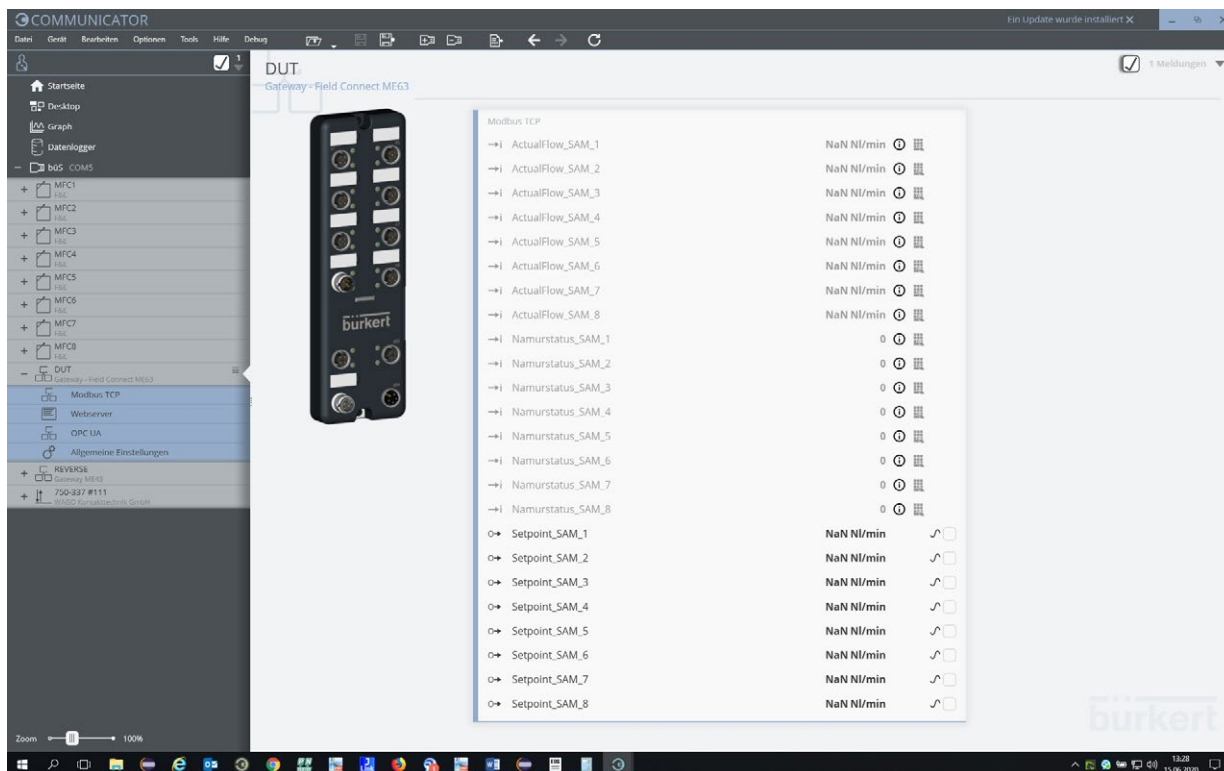 COMMUNICATOR
Ein Update wurde installiert
Datei Gerät Bearbeiten Optionen Tools Hilfe Debug
1
Startseite
Desktop
Graph
Datenlogger
büS COM5
MFC1
MFC2
MFC3
MFC4
MFC5
MFC6
MFC7
MFC8
DUT
Gateway - Field Connect ME63
Modbus TCP
Webserver
OPC UA
Allgemeine Einstellungen
REVERSE
Gateway ME63
750-337 #111
WAGO Kontakttechnik GmbH
Zoom 100%
DUT
Gateway - Field Connect ME63
1 Meldungen
bürkert
Modbus TCP
ActualFlow_SAM_1 NaN Nl/min
ActualFlow_SAM_2 NaN Nl/min
ActualFlow_SAM_3 NaN Nl/min
ActualFlow_SAM_4 NaN Nl/min
ActualFlow_SAM_5 NaN Nl/min
ActualFlow_SAM_6 NaN Nl/min
ActualFlow_SAM_7 NaN Nl/min
ActualFlow_SAM_8 NaN Nl/min
Namurstatus_SAM_1 0
Namurstatus_SAM_2 0
Namurstatus_SAM_3 0
Namurstatus_SAM_4 0
Namurstatus_SAM_5 0
Namurstatus_SAM_6 0
Namurstatus_SAM_7 0
Namurstatus_SAM_8 0
Setpoint_SAM_1 NaN Nl/min
Setpoint_SAM_2 NaN Nl/min
Setpoint_SAM_3 NaN Nl/min
Setpoint_SAM_4 NaN Nl/min
Setpoint_SAM_5 NaN Nl/min
Setpoint_SAM_6 NaN Nl/min
Setpoint_SAM_7 NaN Nl/min
Setpoint_SAM_8 NaN Nl/min
burkert
13:28
15.06.2020